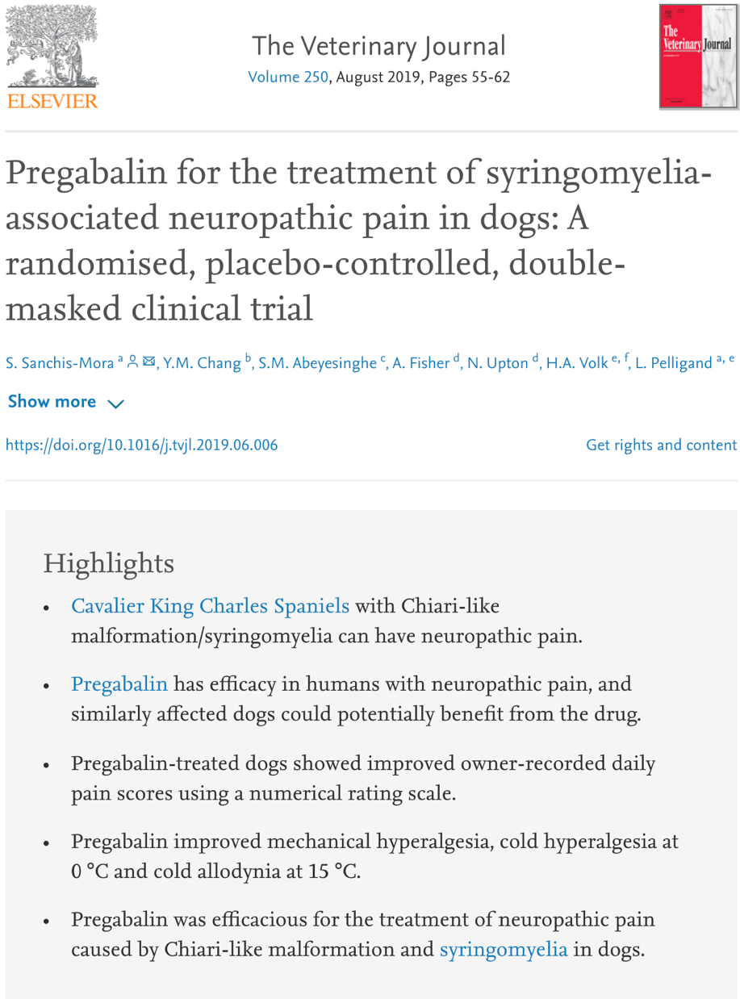 ELSEVIER
The Veterinary Journal
Volume 250, August 2019, Pages 55-62
The
Veterinary Journal
Pregabalin for the treatment of syringomyelia-
associated neuropathic pain in dogs: A
randomised, placebo-controlled, double-
masked clinical trial
S. Sanchis-Mora a, Y.M. Chang b, S.M. Abeyesinghe c, A. Fisher d, N. Upton d, H.A. Volk e, f, L. Pelligand a, e
Show more
https://doi.org/10.1016/j.tvjl.2019.06.006
Get rights and content
Highlights
• Cavalier King Charles Spaniels with Chiari-like
malformation/syringomyelia can have neuropathic pain.
• Pregabalin has efficacy in humans with neuropathic pain, and
similarly affected dogs could potentially benefit from the drug.
• Pregabalin-treated dogs showed improved owner-recorded daily
pain scores using a numerical rating scale.
• Pregabalin improved mechanical hyperalgesia, cold hyperalgesia at
0 °C and cold allodynia at 15 °C.
• Pregabalin was efficacious for the treatment of neuropathic pain
caused by Chiari-like malformation and syringomyelia in dogs.